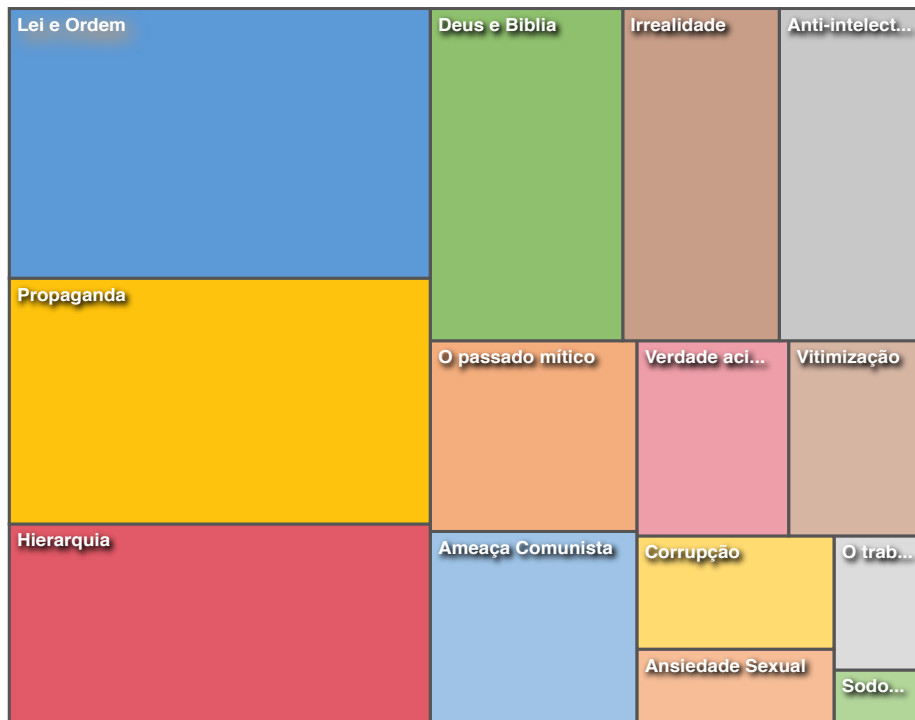 Lei e Ordem
Deus e Biblia
Irrealidade
Anti-intelect...
Propaganda
O passado mítico
Verdade aci...
Vitimização
Hierarquia
Ameaça Comunista
Corrupção
O trab...
Ansiedade Sexual
Sodo...